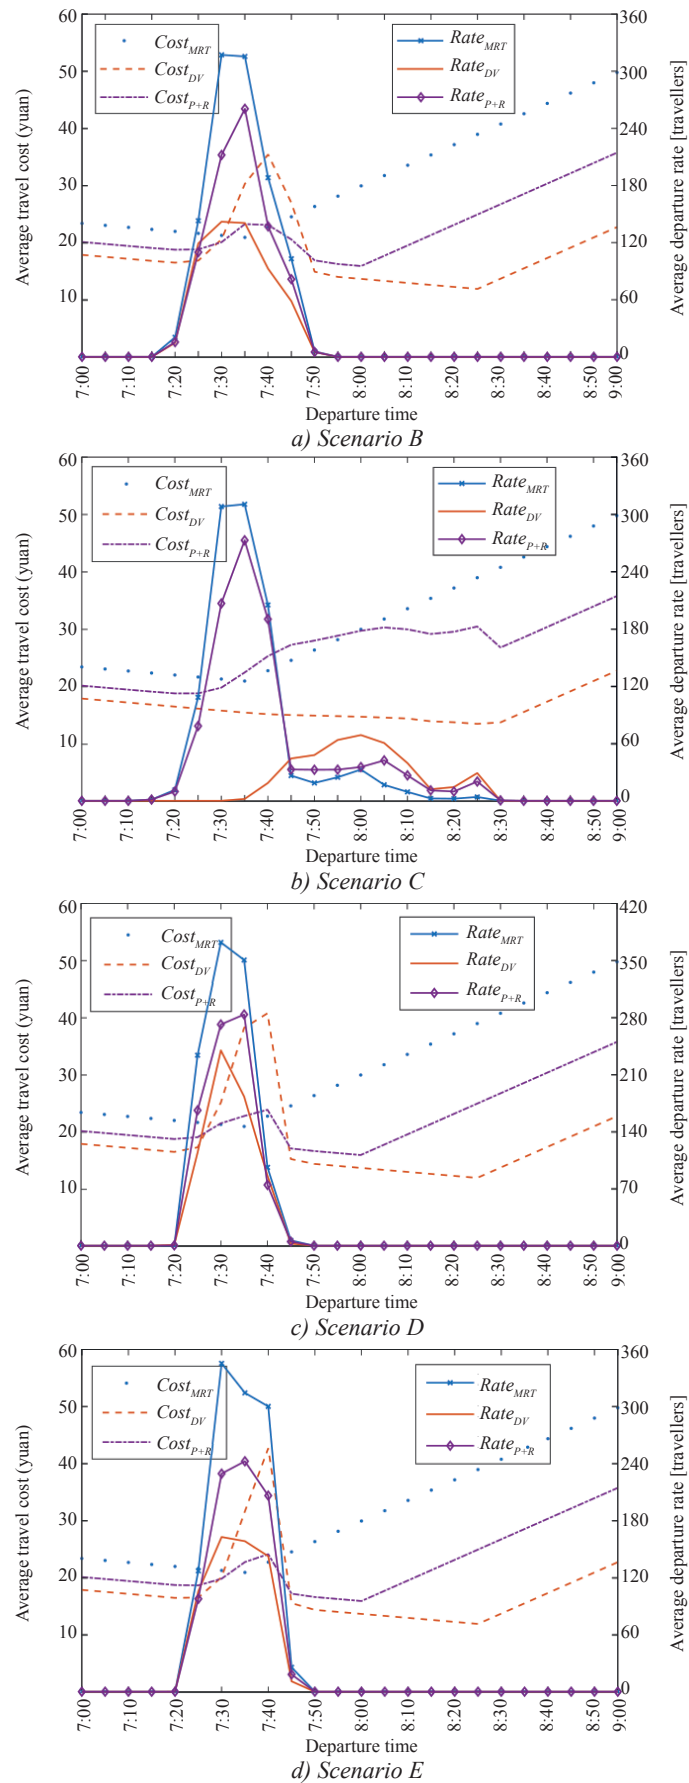 60
50
40
30
20
10
Average travel cost (yuan)
Cost_MRT
Cost_DV
Cost_P+R
Rate_MRT
Rate_DV
Rate_P+R
360
300
240
180
120
60
0
Average departure rate [travellers]
7:00
7:10
7:20
7:30
7:40
7:50
8:00
8:10
8:20
8:30
8:40
8:50
9:00
Departure time
a) Scenario B
60
50
40
30
20
10
Average travel cost (yuan)
Cost_MRT
Cost_DV
Cost_P+R
Rate_MRT
Rate_DV
Rate_P+R
360
300
240
180
120
60
0
Average departure rate [travellers]
7:00
7:10
7:20
7:30
7:40
7:50
8:00
8:10
8:20
8:30
8:40
8:50
9:00
Departure time
b) Scenario C
60
50
40
30
20
10
Average travel cost (yuan)
Cost_MRT
Cost_DV
Cost_P+R
Rate_MRT
Rate_DV
Rate_P+R
420
350
280
210
140
70
0
Average departure rate [travellers]
7:00
7:10
7:20
7:30
7:40
7:50
8:00
8:10
8:20
8:30
8:40
8:50
9:00
Departure time
c) Scenario D
60
50
40
30
20
10
Average travel cost (yuan)
Cost_MRT
Cost_DV
Cost_P+R
Rate_MRT
Rate_DV
Rate_P+R
360
300
240
180
120
60
0
Average departure rate [travellers]
7:00
7:10
7:20
7:30
7:40
7:50
8:00
8:10
8:20
8:30
8:40
8:50
9:00
Departure time
d) Scenario E